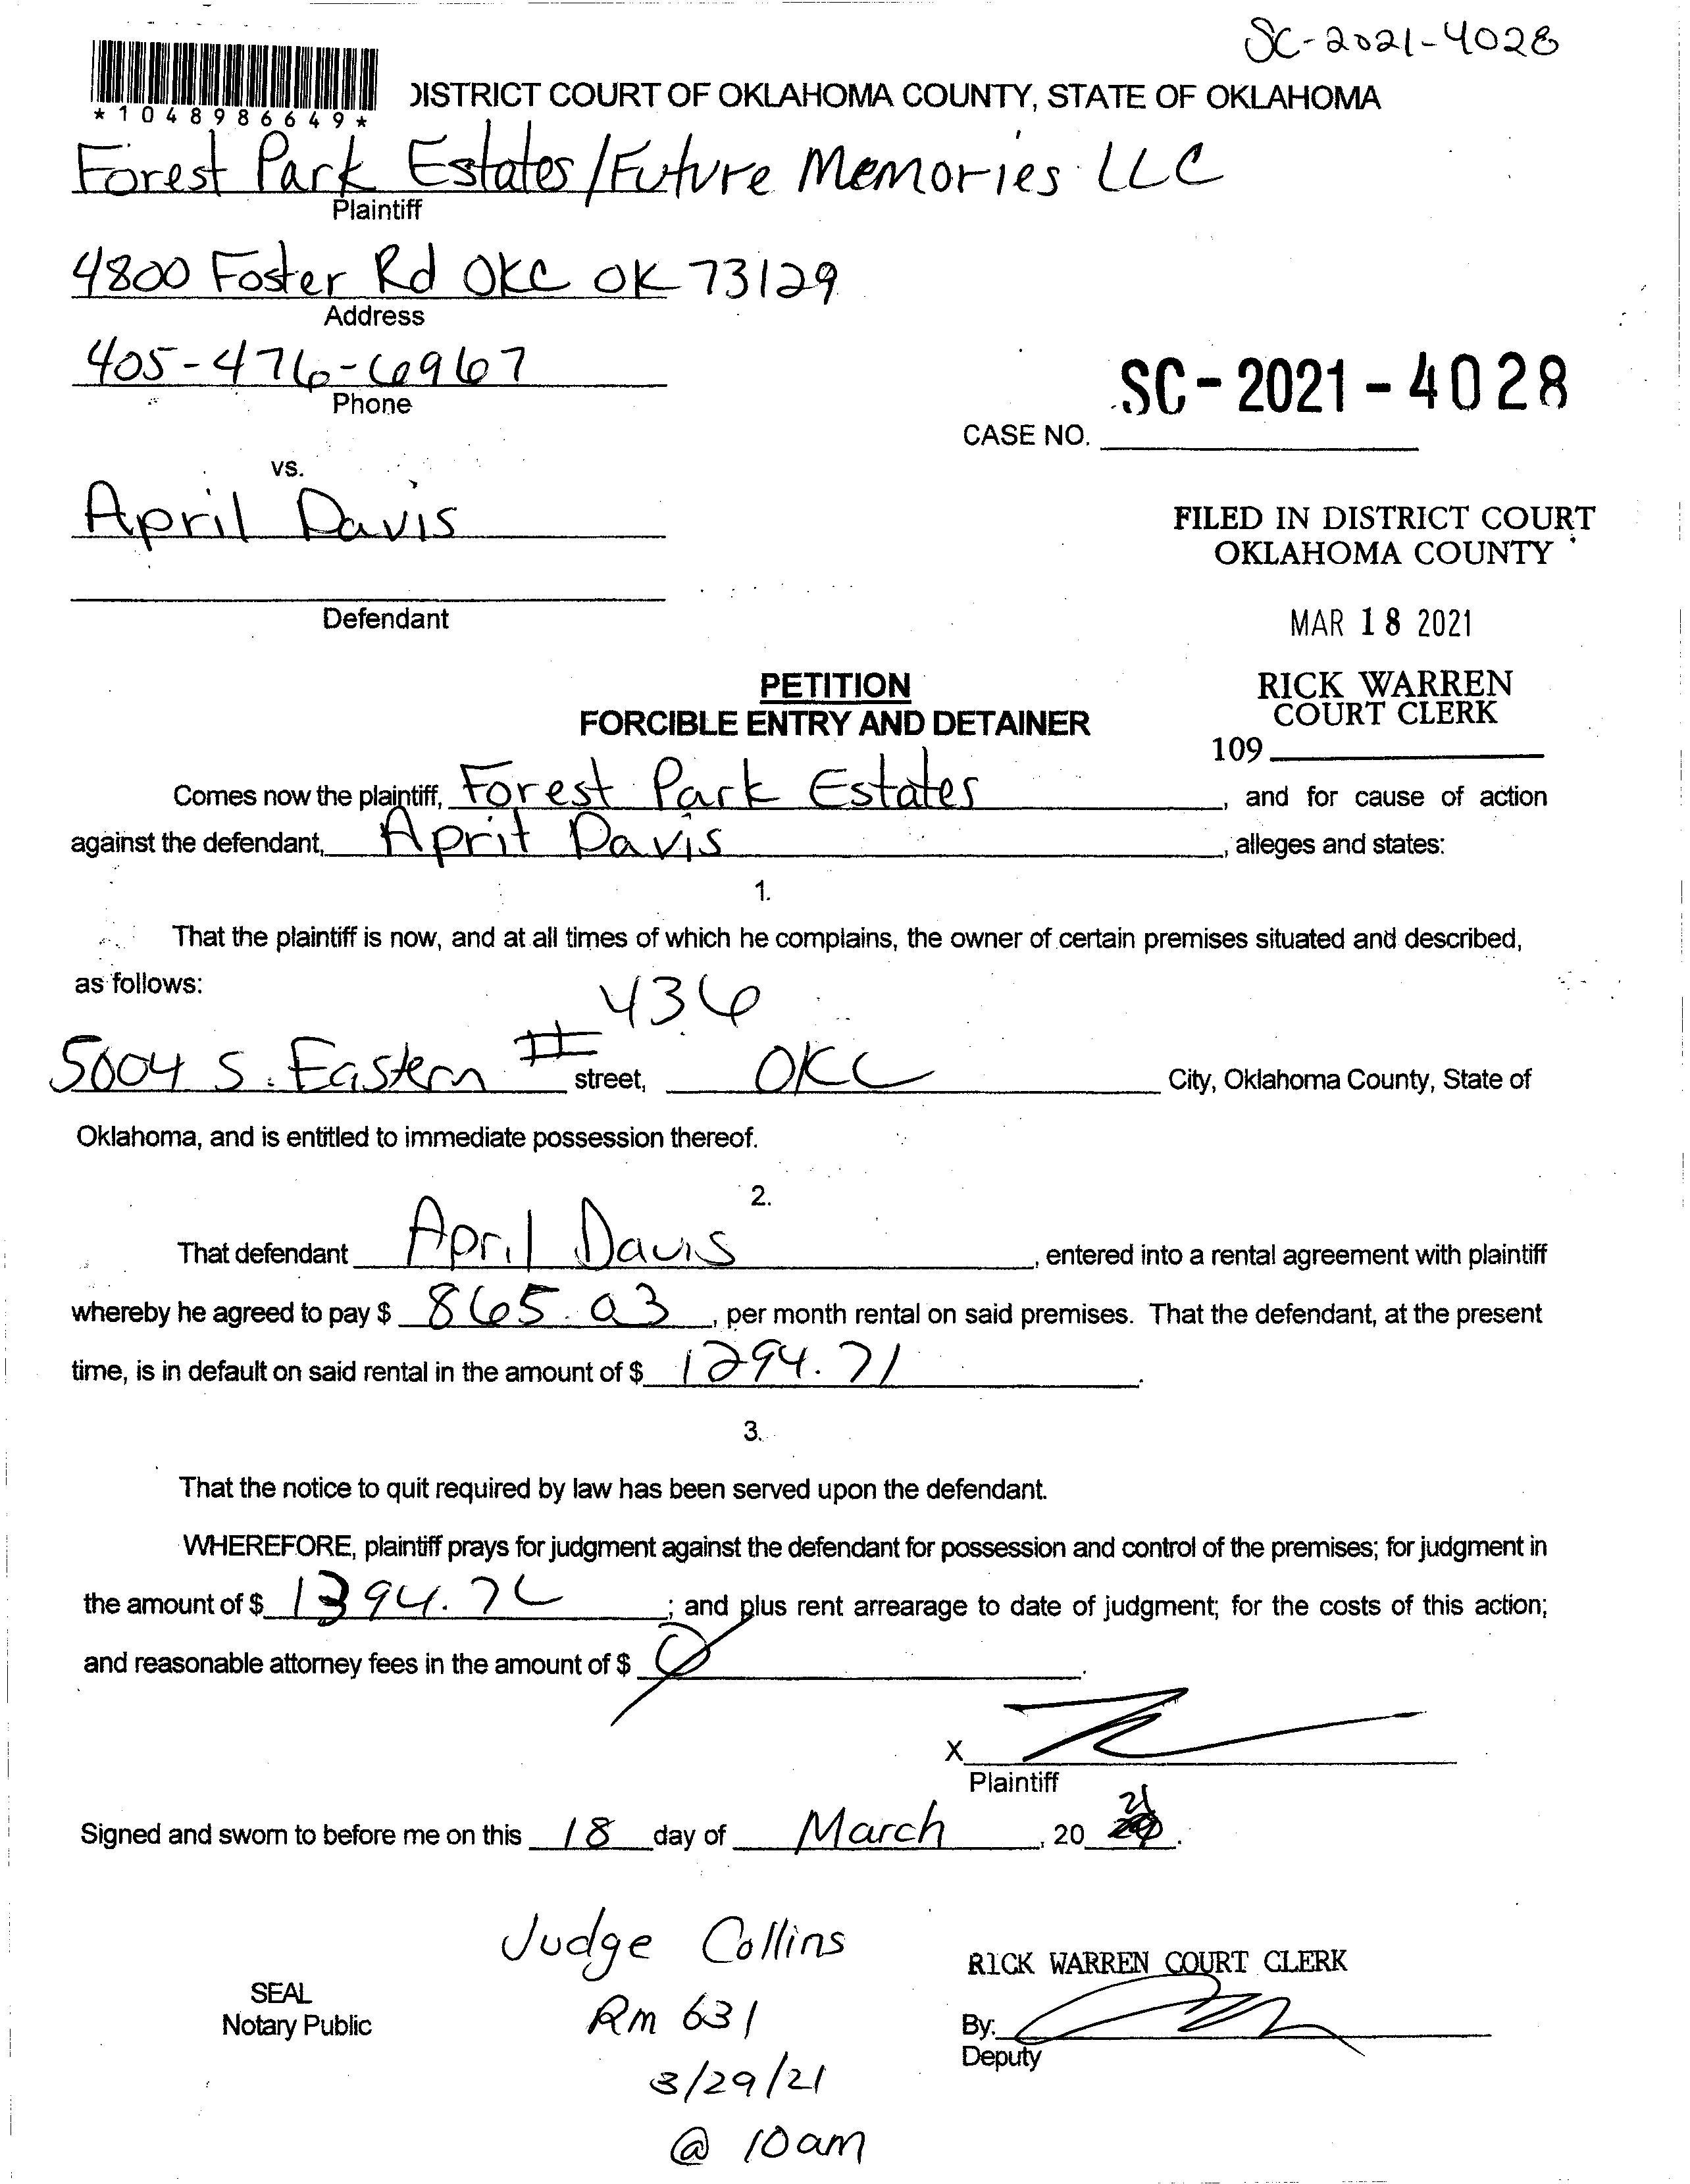 SC-2021-4028
*1048986649*
DISTRICT COURT OF OKLAHOMA COUNTY, STATE OF OKLAHOMA
Forest Park Estates/Future Memories LLC
Plaintiff
4800 Foster Rd OKC OK 73129
Address
405-476-6967
Phone
SC-2021-4028
CASE NO.
vs.
April Davis
FILED IN DISTRICT COURT
OKLAHOMA COUNTY
Defendant
MAR 18 2021
PETITION
FORCIBLE ENTRY AND DETAINER
RICK WARREN
COURT CLERK
109
Comes now the plaintiff, Forest Park Estates, and for cause of action
against the defendant, April Davis, alleges and states:
1.
That the plaintiff is now, and at all times of which he complains, the owner of certain premises situated and described,
as follows:
436
5004 S. Eastern # street, OKC City, Oklahoma County, State of
Oklahoma, and is entitled to immediate possession thereof.
2.
That defendant April Davis, entered into a rental agreement with plaintiff
whereby he agreed to pay $ 865.03, per month rental on said premises. That the defendant, at the present
time, is in default on said rental in the amount of $ 1294.71.
3.
That the notice to quit required by law has been served upon the defendant.
WHEREFORE, plaintiff prays for judgment against the defendant for possession and control of the premises; for judgment in
the amount of $ ; and plus rent arrearage to date of judgment; for the costs of this action;
and reasonable attorney fees in the amount of $ 0.
X
Plaintiff
Signed and sworn to before me on this 18 day of March, 20 21.
Judge Collins
RICK WARREN COURT CLERK
SEAL
Notary Public
Rm 631
By:
Deputy
3/29/21
@ 10am